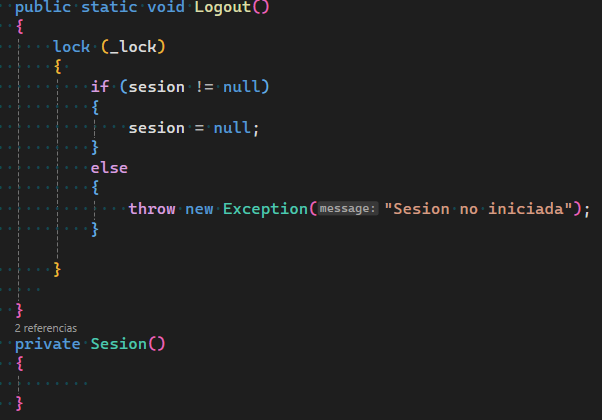 public static void Logout()
{
lock (_lock)
{
if (sesion != null)
{
sesion = null;
}
else
{
throw new Exception(message: "Sesion no iniciada");
}
}
}
2 referencias
private Sesion()
{
}